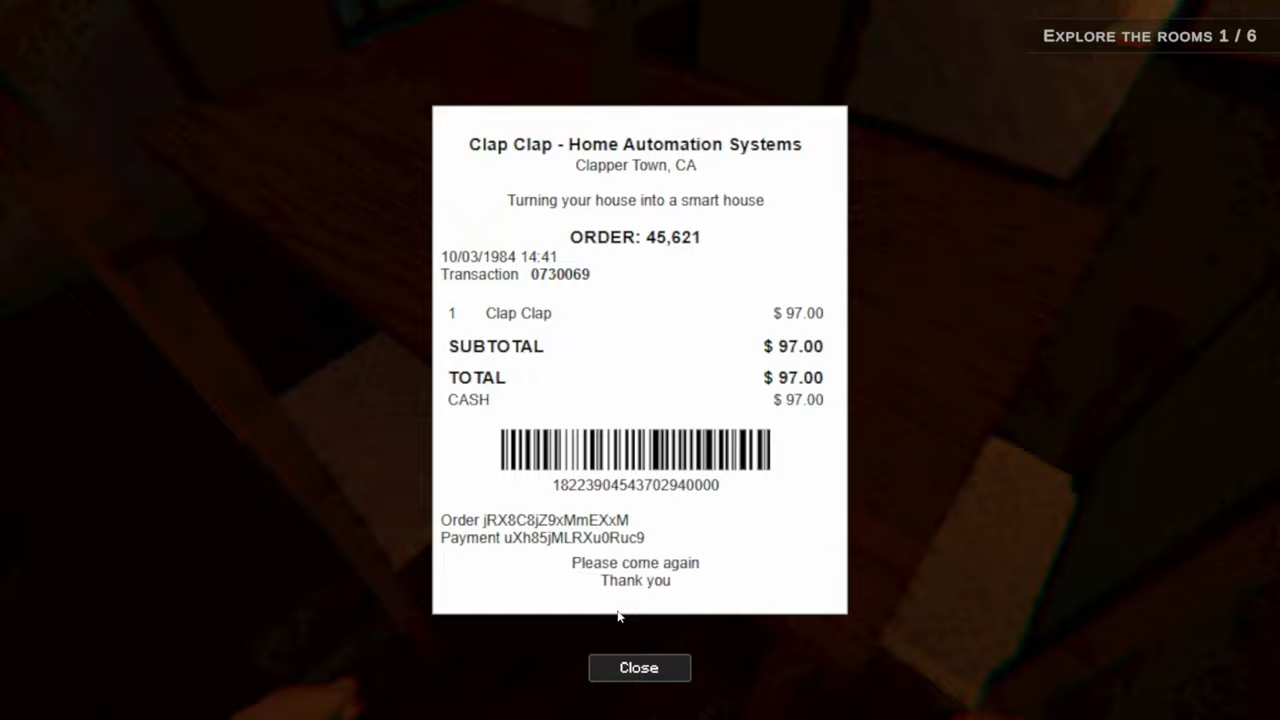 EXPLORE THE ROOMS 1 / 6
Clap Clap - Home Automation Systems
Clapper Town, CA
Turning your house into a smart house
ORDER: 45,621
10/03/1984 14:41
Transaction 0730069
1 Clap Clap $ 97.00
SUBTOTAL $ 97.00
TOTAL $ 97.00
CASH $ 97.00
18223904543702940000
Order jRX8C8jZ9xMmEXxM
Payment uXh85jMLRXu0Ruc9
Please come again
Thank you
Close